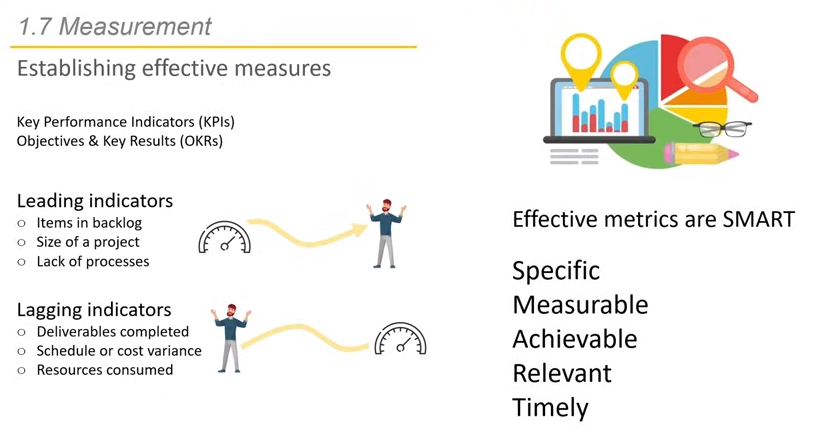 1.7 Measurement
Establishing effective measures
Key Performance Indicators (KPIs)
Objectives & Key Results (OKRs)
Leading indicators
○ Items in backlog
○ Size of a project
○ Lack of processes
Lagging indicators
○ Deliverables completed
○ Schedule or cost variance
○ Resources consumed
Effective metrics are SMART
Specific
Measurable
Achievable
Relevant
Timely